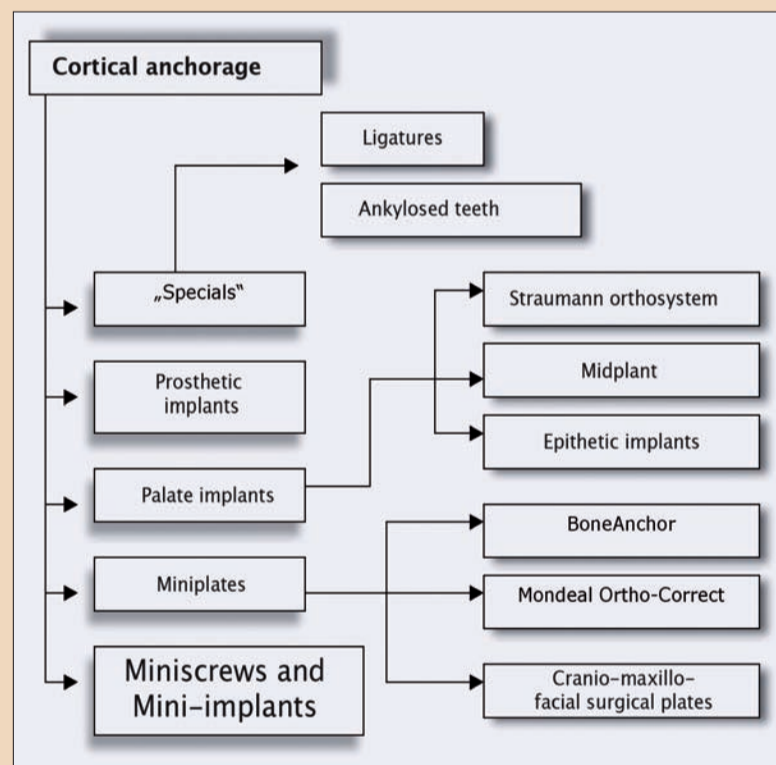 Cortical anchorage
Ligatures
Ankylosed teeth
„Specials“
Straumann orthosystem
Prosthetic
implants
Midplant
Epithetic implants
Palate implants
BoneAnchor
Miniplates
Mondeal Ortho-Correct
Miniscrews and
Mini-implants
Cranio-maxillo-
facial surgical plates